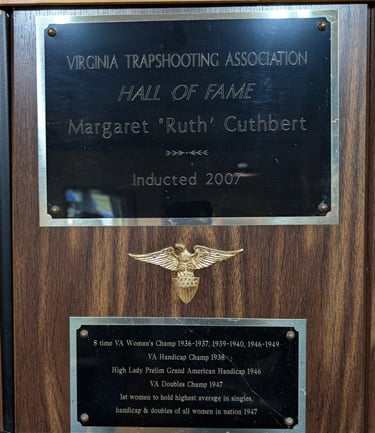 VIRGINIA TRAPSHOOTING ASSOCIATION
HALL OF FAME
Margaret "Ruth' Cuthbert
Inducted 2007
8 time VA Women's Champ 1936-1937, 1939-1940, 1946-1949
VA Handicap Champ 1938
High Lady Prelim Grand American Handicap 1946
VA Doubles Champ 1947
1st women to hold highest average in singles,
handicap & doubles of all women in nation 1947